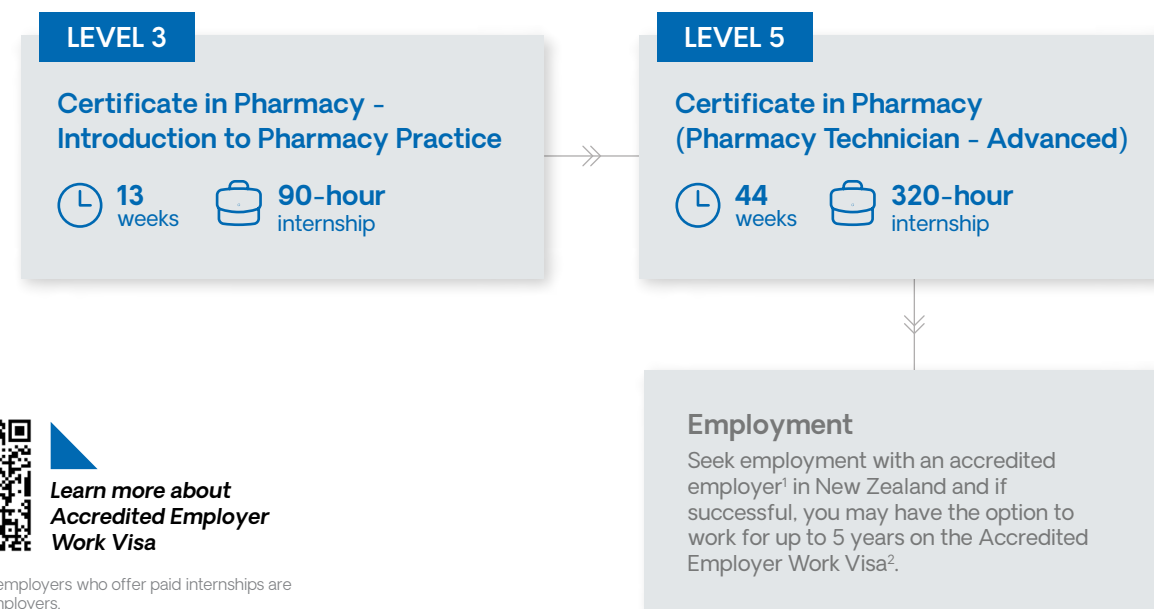 LEVEL 3
Certificate in Pharmacy -
Introduction to Pharmacy Practice
13
weeks
90-hour
internship
LEVEL 5
Certificate in Pharmacy
(Pharmacy Technician - Advanced)
44
weeks
320-hour
internship
Employment
Seek employment with an accredited
employer¹ in New Zealand and if
successful, you may have the option to
work for up to 5 years on the Accredited
Employer Work Visa².
Learn more about
Accredited Employer
Work Visa
employers who offer paid internships are